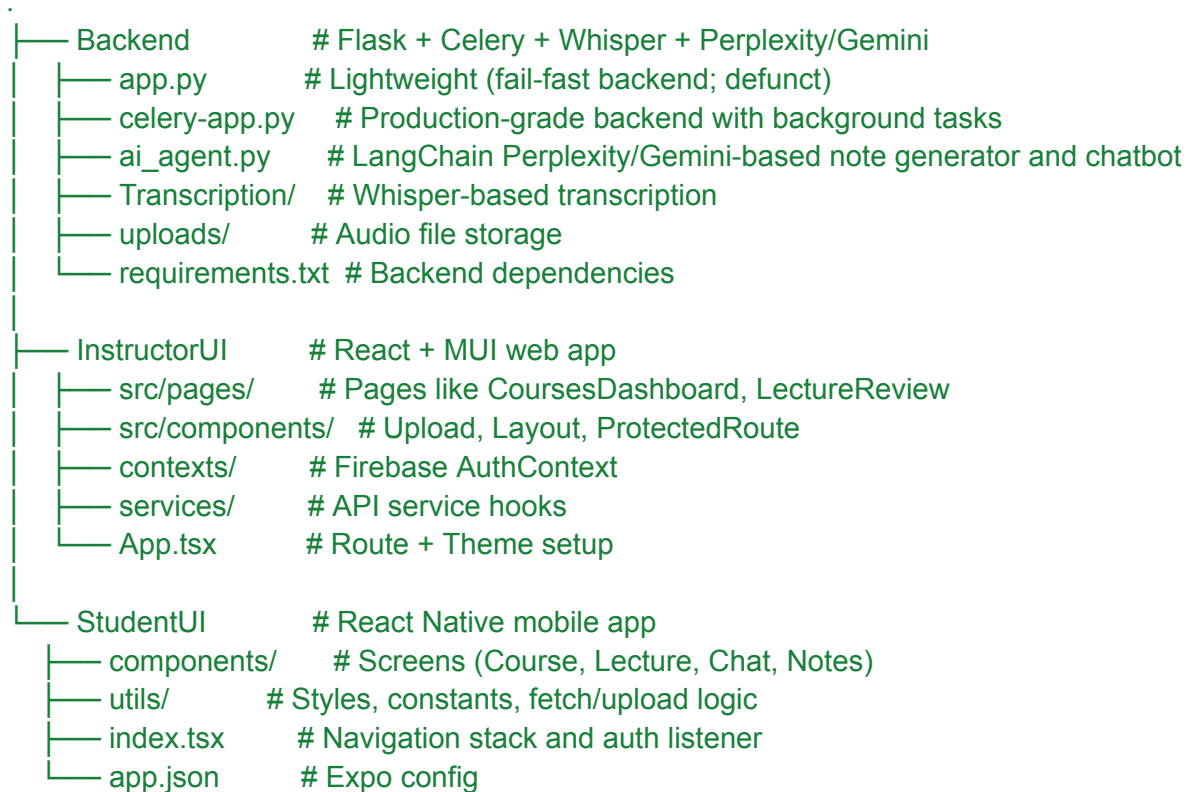 .
├── Backend # Flask + Celery + Whisper + Perplexity/Gemini
│ ├── app.py # Lightweight (fail-fast backend; defunct)
│ ├── celery-app.py # Production-grade backend with background tasks
│ ├── ai_agent.py # LangChain Perplexity/Gemini-based note generator and chatbot
│ ├── Transcription/ # Whisper-based transcription
│ ├── uploads/ # Audio file storage
│ └── requirements.txt # Backend dependencies
│
├── InstructorUI # React + MUI web app
│ ├── src/pages/ # Pages like CoursesDashboard, LectureReview
│ ├── src/components/ # Upload, Layout, ProtectedRoute
│ ├── contexts/ # Firebase AuthContext
│ ├── services/ # API service hooks
│ └── App.tsx # Route + Theme setup
│
└── StudentUI # React Native mobile app
├── components/ # Screens (Course, Lecture, Chat, Notes)
├── utils/ # Styles, constants, fetch/upload logic
├── index.tsx # Navigation stack and auth listener
└── app.json # Expo config